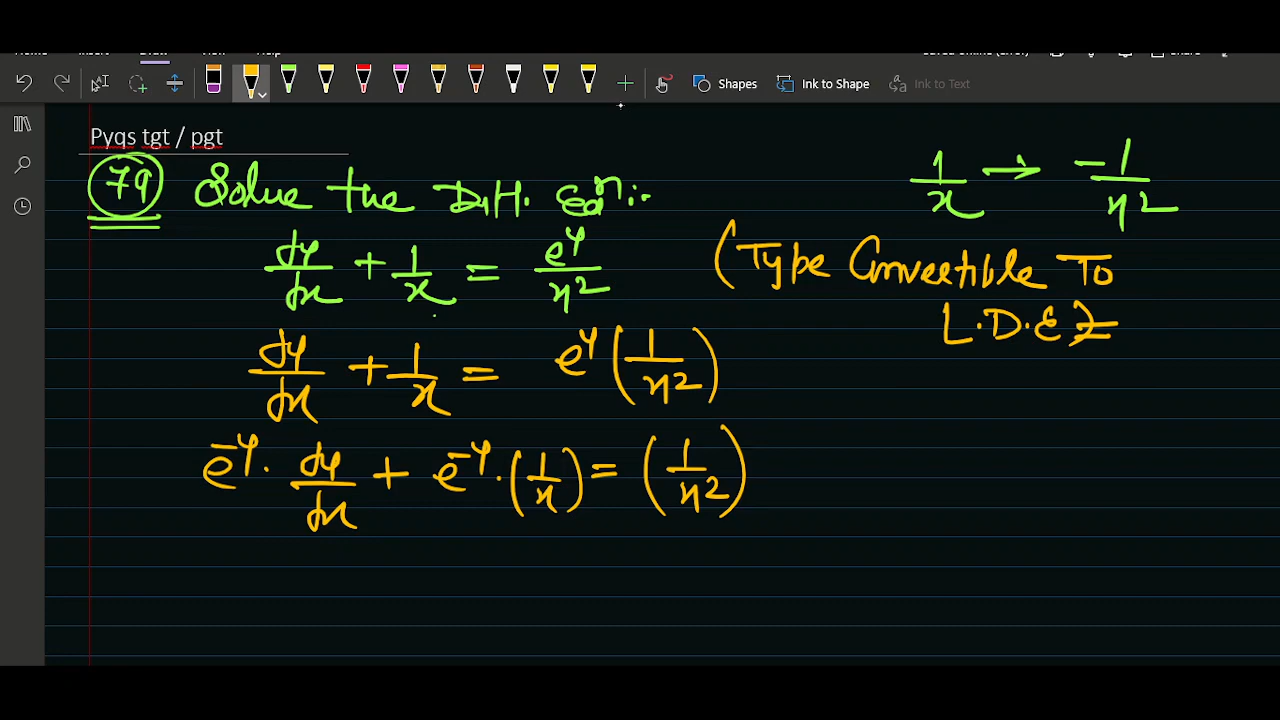 Shapes Ink to Shape Ink to Text
Pyqs tgt / pgt
79 Solve the Diff. Eqn:-
1/x → -1/x²
dy/dx + 1/x = e^y/x² (Type Convertible To
L.D.E
dy/dx + 1/x = e^y (1/x²)
e^-y · dy/dx + e^-y · (1/x) = (1/x²)